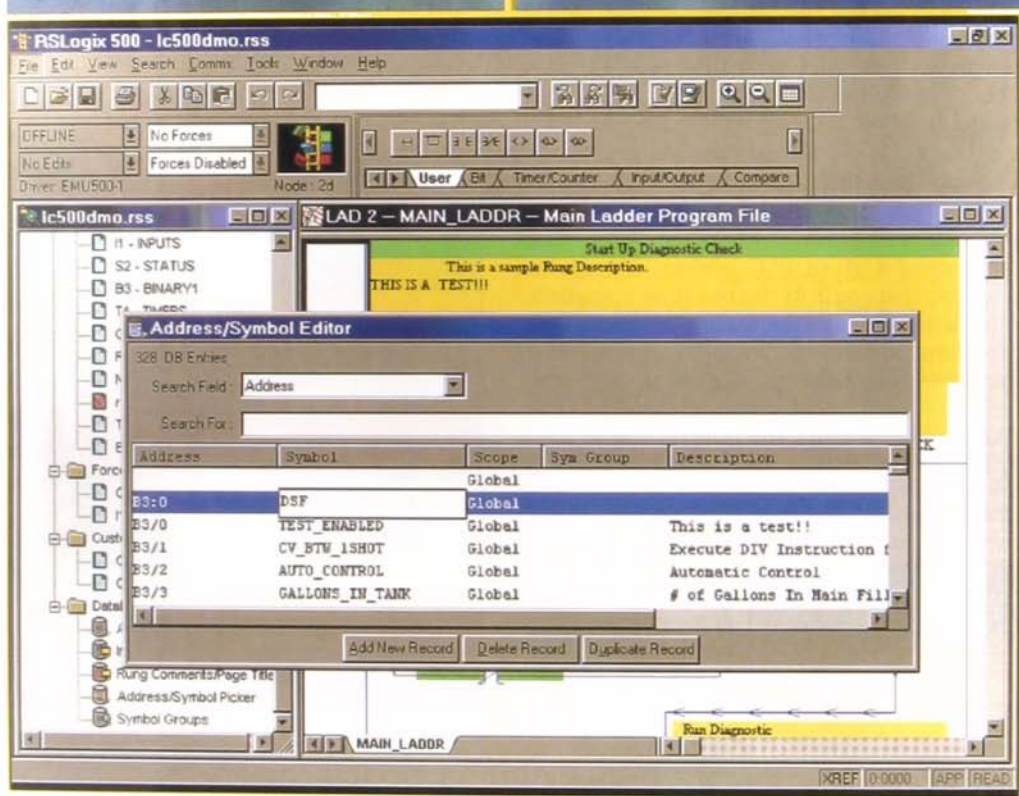 RSLogix 500 - lc500dmo.rss
File Edit View Search Comms Tools Window Help
OFFLINE No Forces
No Edits Forces Disabled
Driver: EMU500-1 Node: 2d
User Bit Timer/Counter Input/Output Compare
lc500dmo.rss
LAD 2 – MAIN_LADDR – Main Ladder Program File
I1 - INPUTS
S2 - STATUS
B3 - BINARY1
Start Up Diagnostic Check
This is a sample Rung Description.
THIS IS A TEST!!!
Address/Symbol Editor
328 DB Entries
Search Field: Address
Search For:
Address Symbol Scope Sym Group Description
Global
B3:0 DSF Global
B3/0 TEST_ENABLED Global This is a test!!
B3/1 CV_BTW_1SHOT Global Execute DIV Instruction
B3/2 AUTO_CONTROL Global Automatic Control
B3/3 GALLONS_IN_TANK Global # of Gallons In Main Fill
Add New Record Delete Record Duplicate Record
Forc
Cust
Datab
Rung Comments/Page Title
Address/Symbol Picker
Symbol Groups
Run Diagnostic
MAIN_LADDR
XREF 0:0000 APP READ